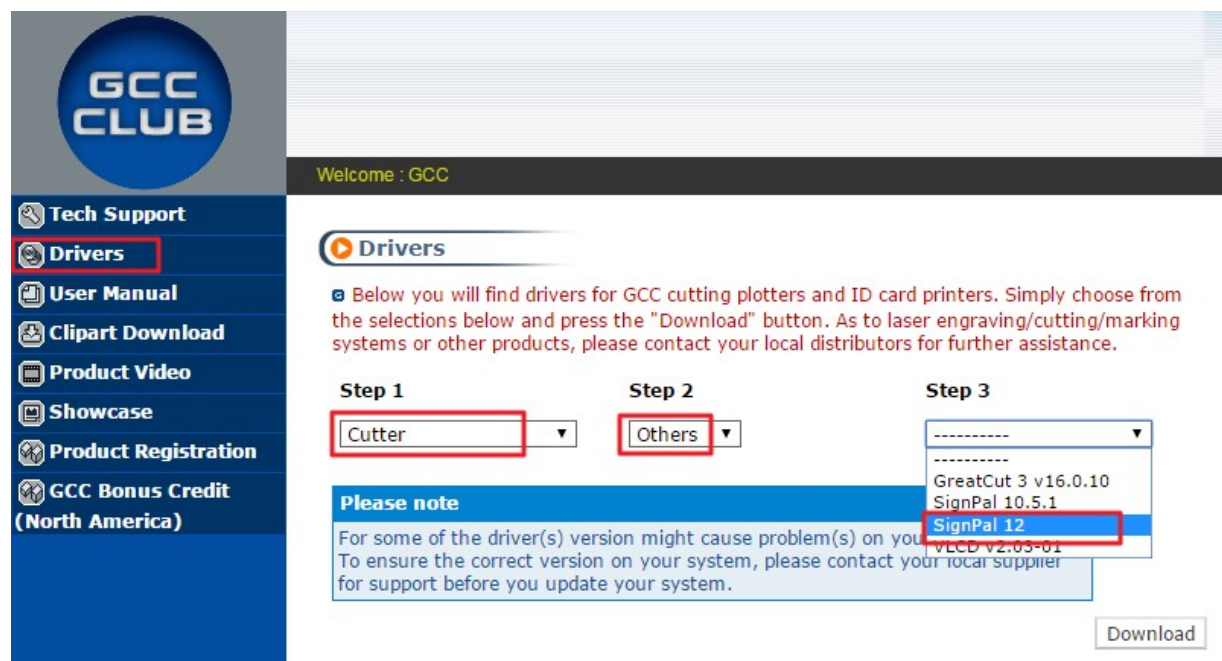 GCC
CLUB
Welcome : GCC
Tech Support
Drivers
User Manual
Clipart Download
Product Video
Showcase
Product Registration
GCC Bonus Credit
(North America)
Drivers
Below you will find drivers for GCC cutting plotters and ID card printers. Simply choose from
the selections below and press the "Download" button. As to laser engraving/cutting/marking
systems or other products, please contact your local distributors for further assistance.
Step 1 Step 2 Step 3
Cutter Others ----------
----------
GreatCut 3 v16.0.10
SignPal 10.5.1
SignPal 12
VLCD v2.03-01
Please note
For some of the driver(s) version might cause problem(s) on
To ensure the correct version on your system, please contact your local supplier
for support before you update your system.
Download